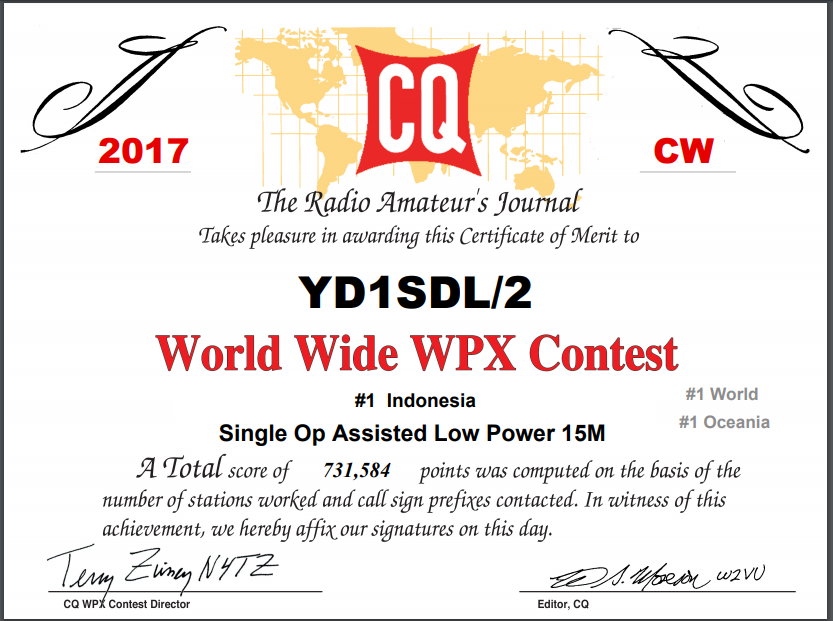 CQ
2017
CW
The Radio Amateur's Journal
Takes pleasure in awarding this Certificate of Merit to
YD1SDL/2
World Wide WPX Contest
#1 World
#1 Indonesia
#1 Oceania
Single Op Assisted Low Power 15M
A Total score of 731,584 points was computed on the basis of the
number of stations worked and call sign prefixes contacted. In witness of this
achievement, we hereby affix our signatures on this day.
Terry Zivney N4TZ
W2VU
CQ WPX Contest Director
Editor, CQ